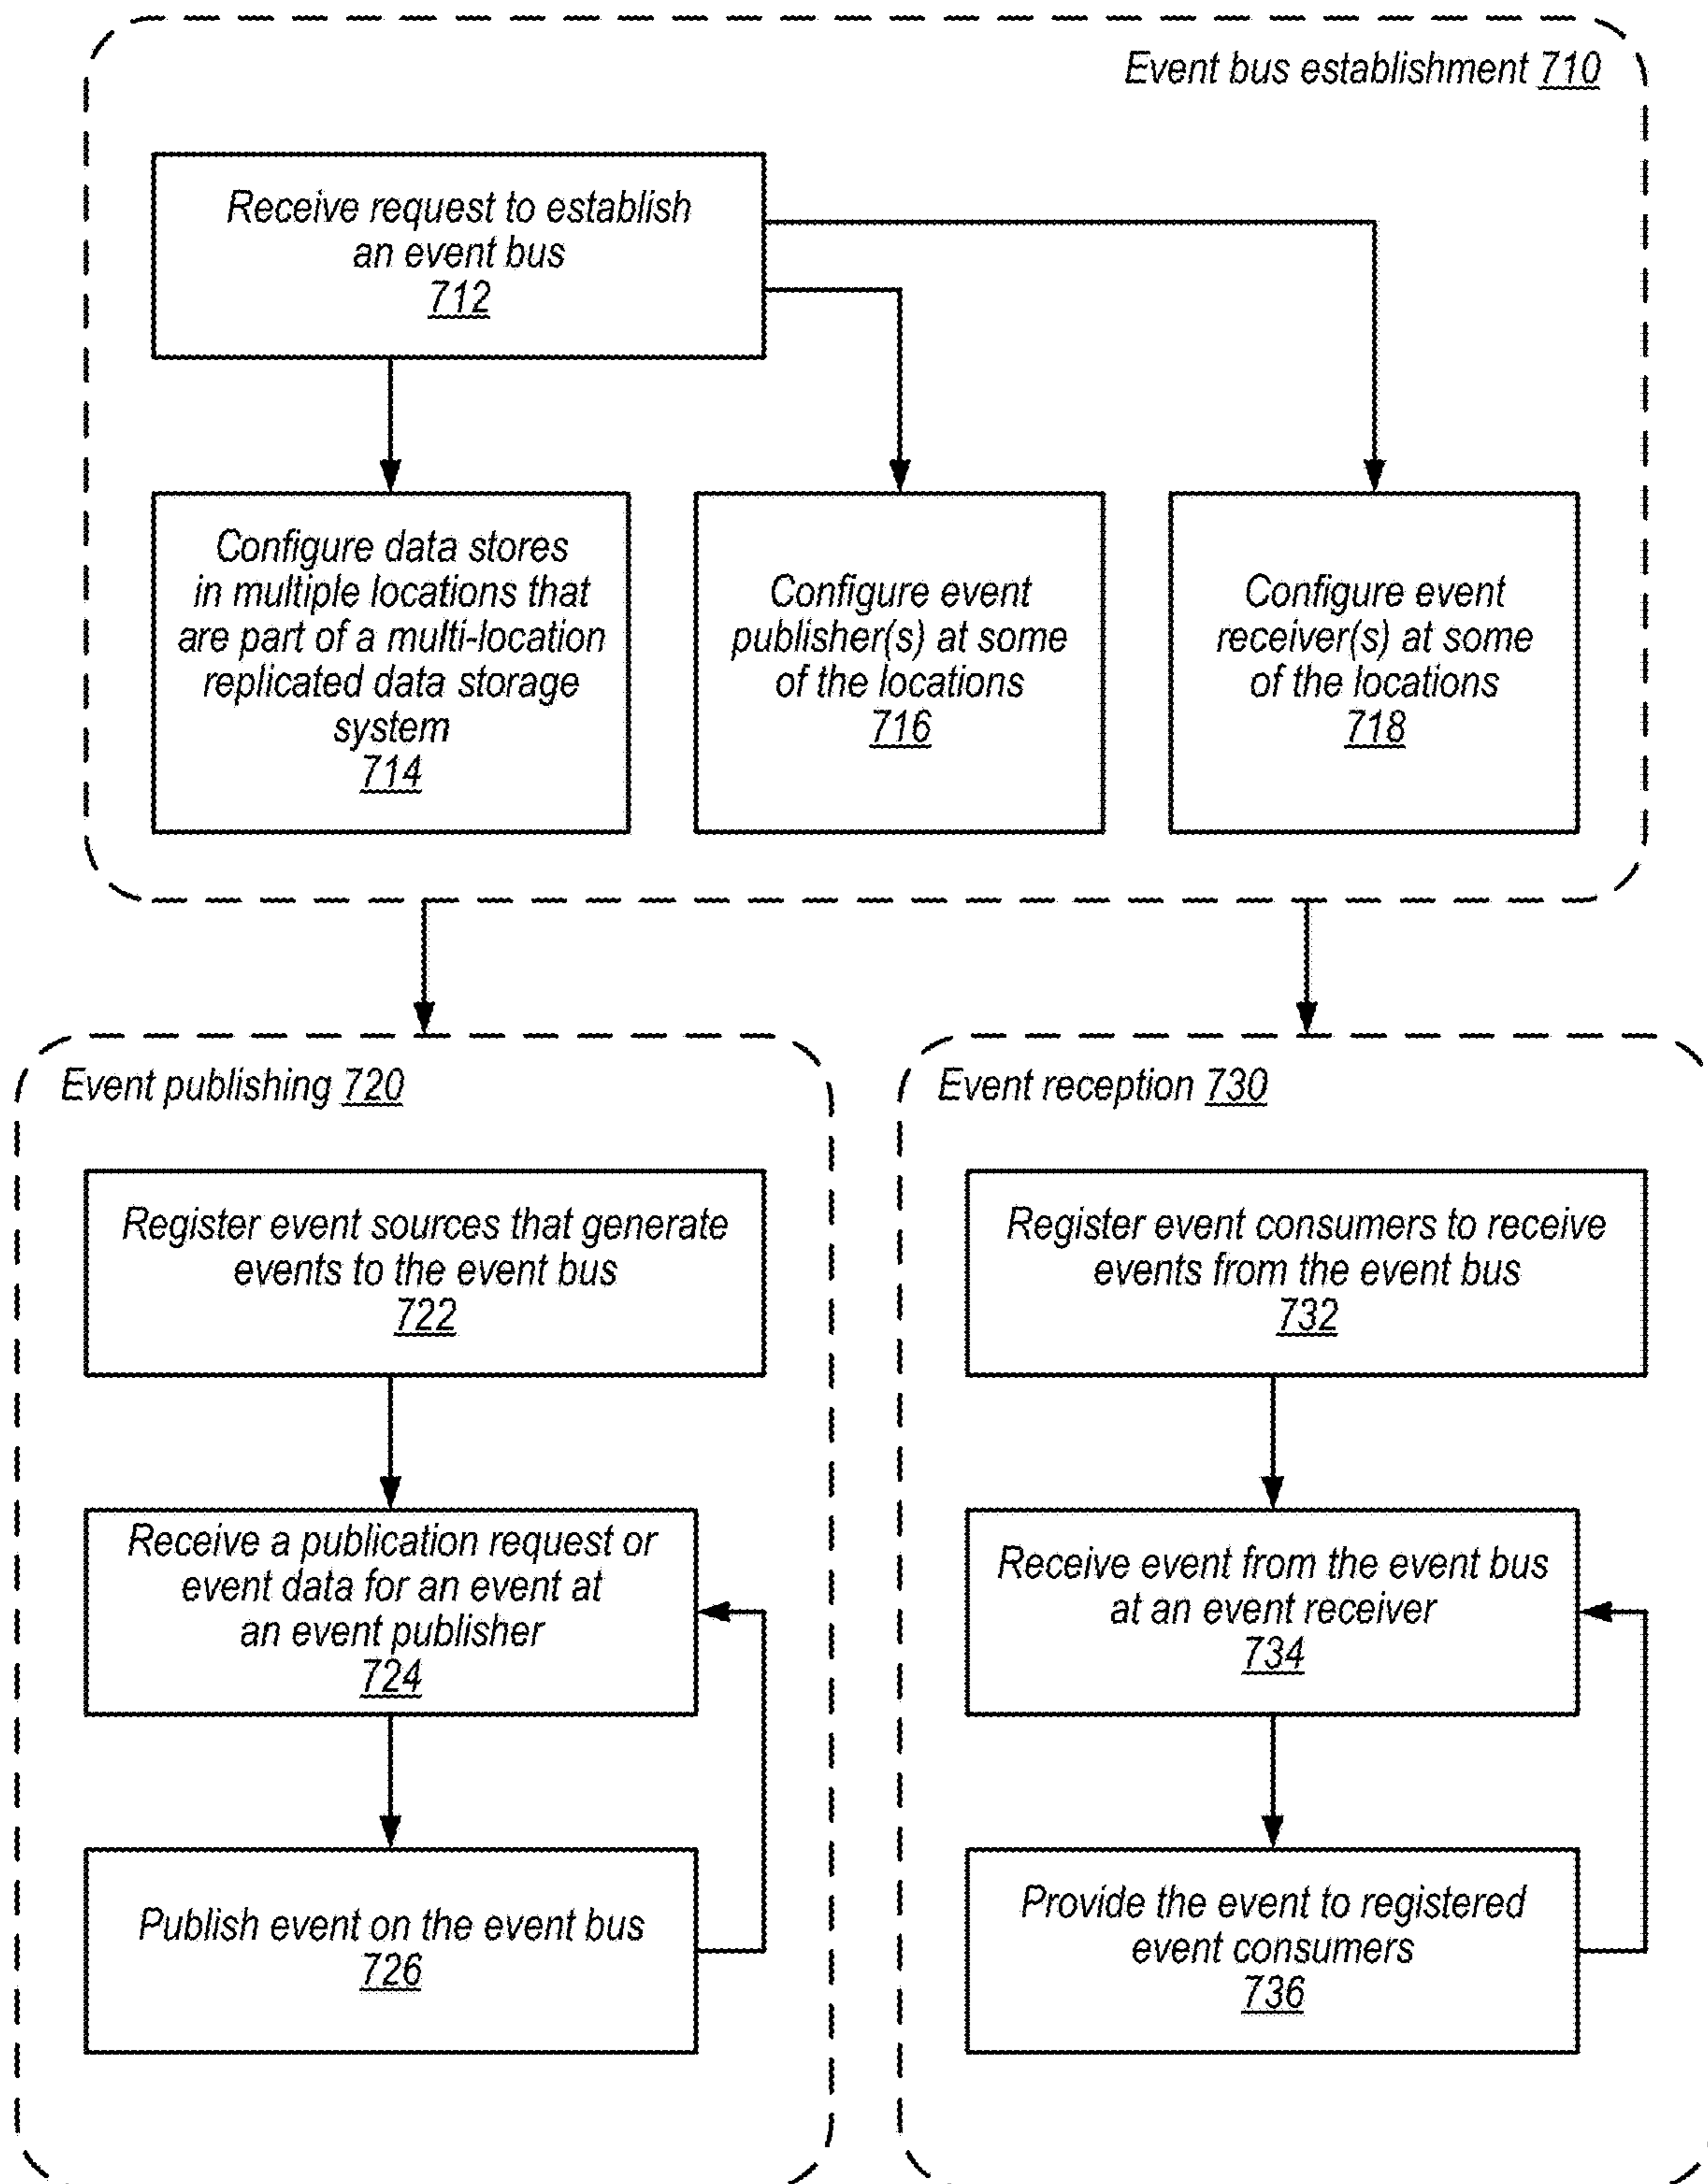 Event bus establishment 710
Receive request to establish
an event bus
712
Configure data stores
in multiple locations that
are part of a multi-location
replicated data storage
system
714
Configure event
publisher(s) at some
of the locations
716
Configure event
receiver(s) at some
of the locations
718
Event publishing 720
Register event sources that generate
events to the event bus
722
Receive a publication request or
event data for an event at
an event publisher
724
Publish event on the event bus
726
Event reception 730
Register event consumers to receive
events from the event bus
732
Receive event from the event bus
at an event receiver
734
Provide the event to registered
event consumers
736